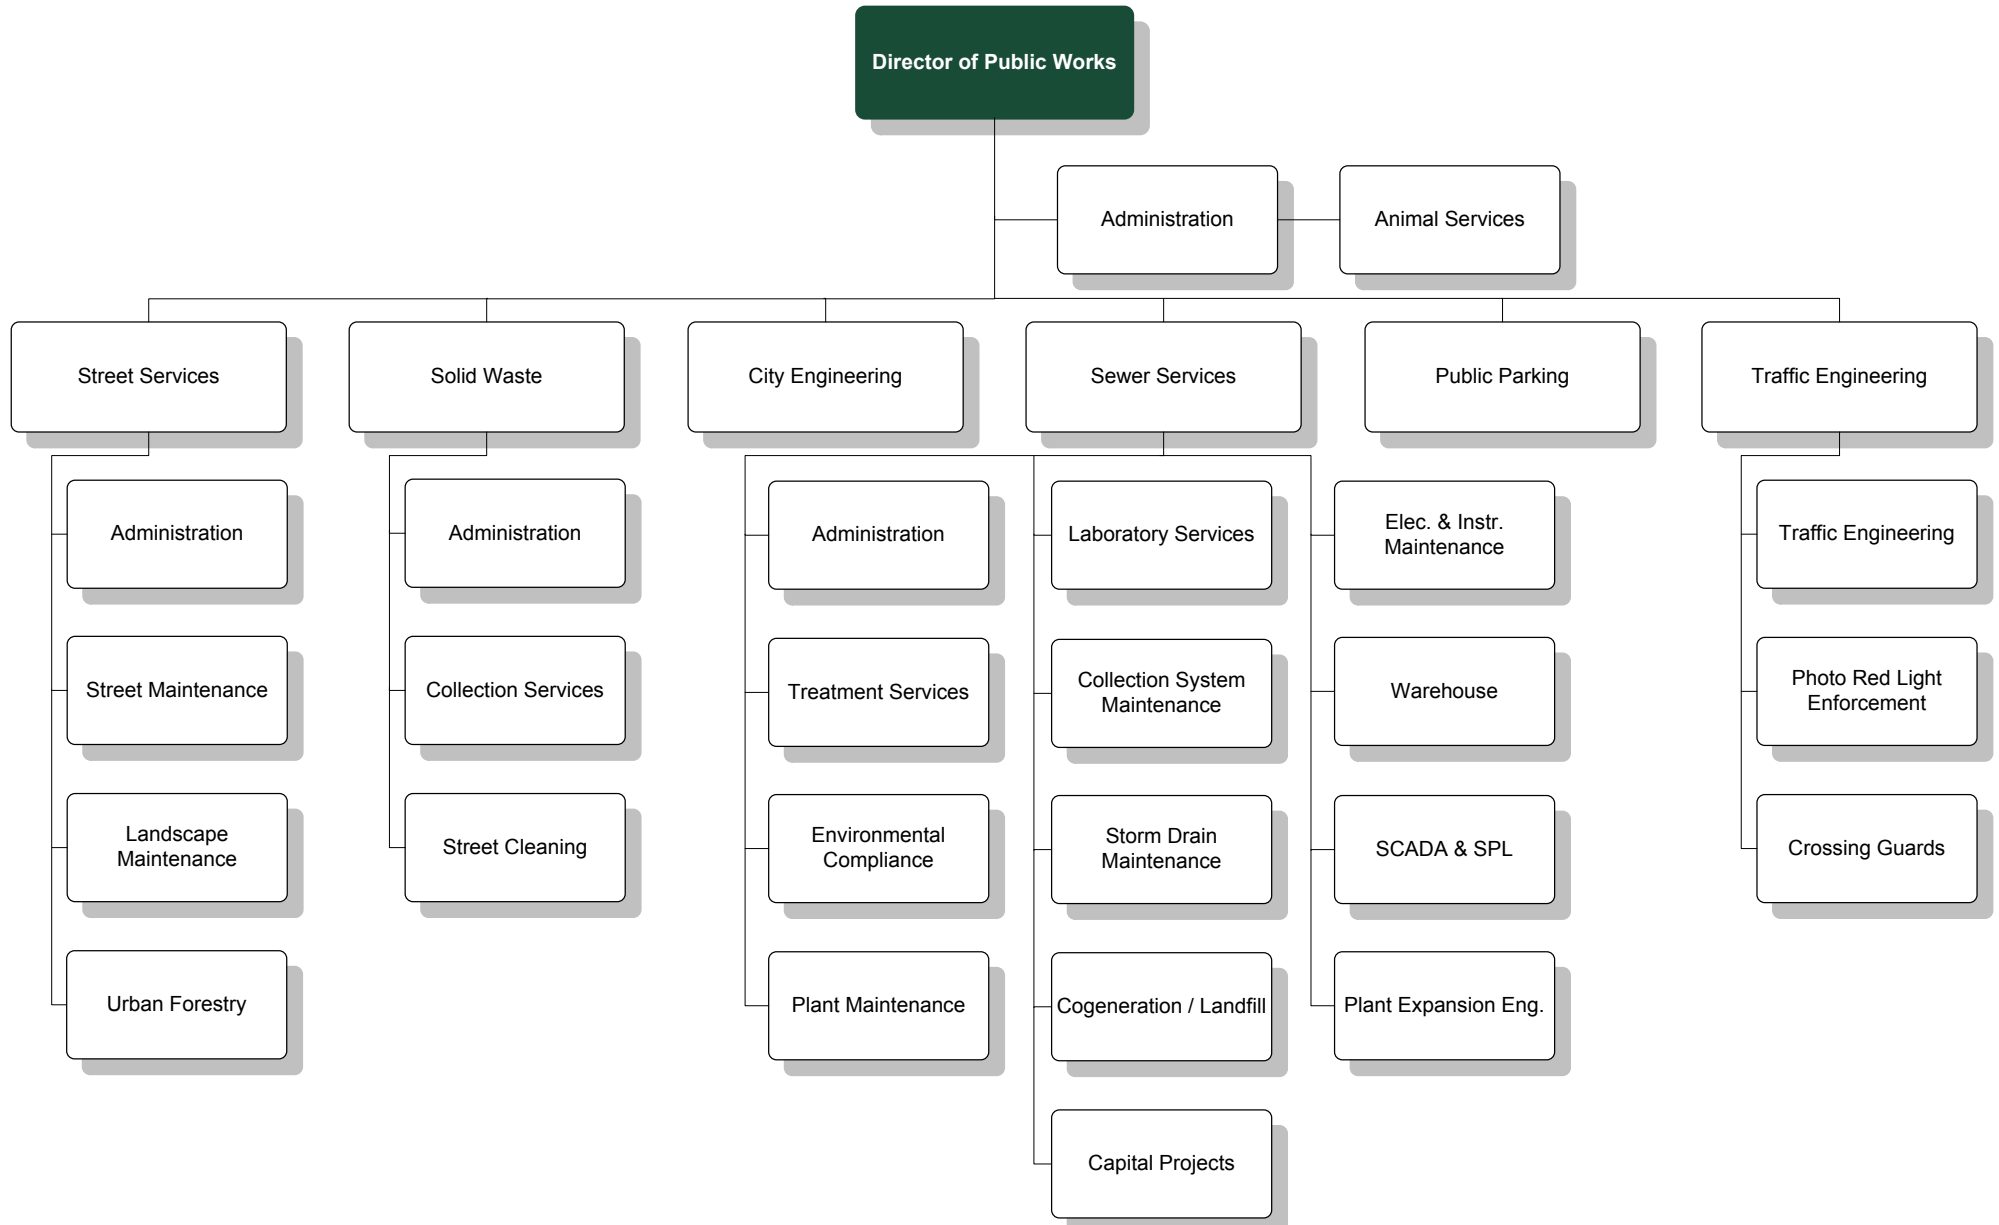 Director of Public Works
Administration
Animal Services
Street Services
Solid Waste
City Engineering
Sewer Services
Public Parking
Traffic Engineering
Administration
Street Maintenance
Landscape
Maintenance
Urban Forestry
Administration
Collection Services
Street Cleaning
Administration
Treatment Services
Environmental
Compliance
Plant Maintenance
Laboratory Services
Collection System
Maintenance
Storm Drain
Maintenance
Cogeneration / Landfill
Capital Projects
Elec. & Instr.
Maintenance
Warehouse
SCADA & SPL
Plant Expansion Eng.
Traffic Engineering
Photo Red Light
Enforcement
Crossing Guards